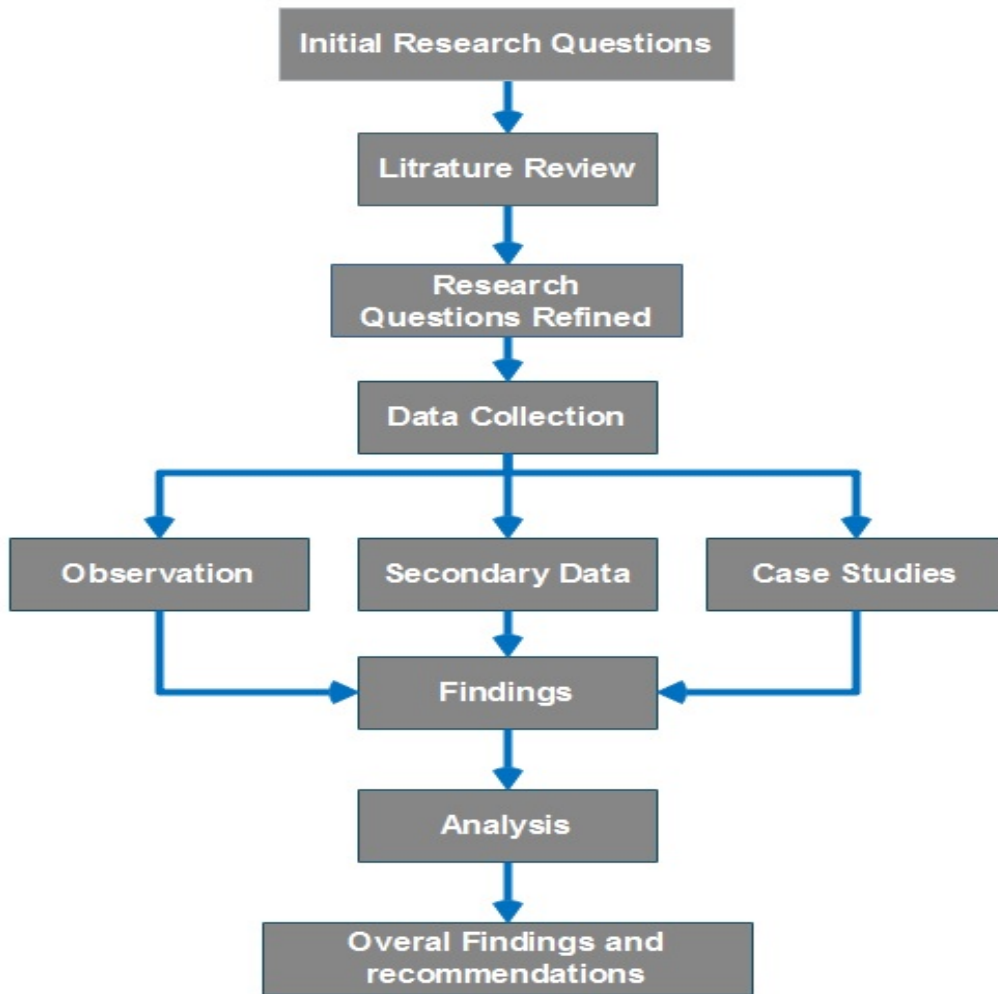 Initial Research Questions
Litrature Review
Research
Questions Refined
Data Collection
Observation
Secondary Data
Case Studies
Findings
Analysis
Overal Findings and
recommendations